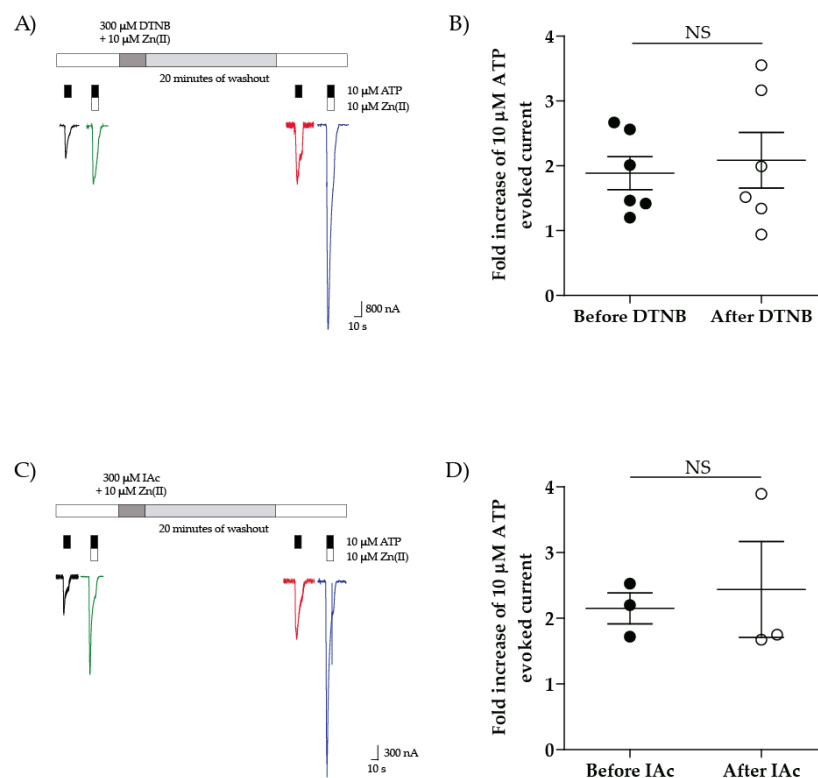 A)
300 µM DTNB
+ 10 µM Zn(II)
20 minutes of washout
10 µM ATP
10 µM Zn(II)
800 nA
10 s
B)
NS
Fold increase of 10 µM ATP
evoked current
4
3
2
1
0
Before DTNB
After DTNB
C)
300 µM IAc
+ 10 µM Zn(II)
20 minutes of washout
10 µM ATP
10 µM Zn(II)
300 nA
10 s
D)
NS
Fold increase of 10 µM ATP
evoked current
4
3
2
1
0
Before IAc
After IAc